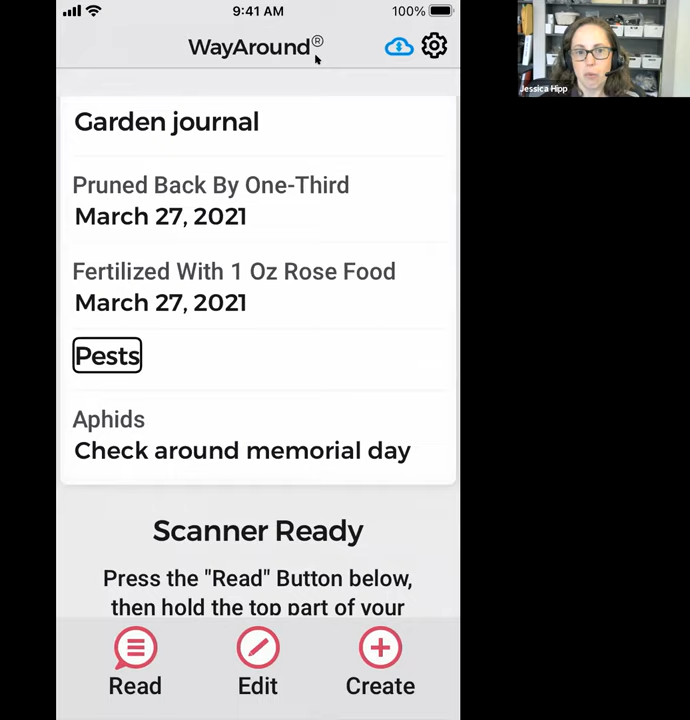 9:41 AM
100%
WayAround®
Garden journal
Pruned Back By One-Third
March 27, 2021
Fertilized With 1 Oz Rose Food
March 27, 2021
Pests
Aphids
Check around memorial day
Scanner Ready
Press the "Read" Button below,
then hold the top part of your
Read
Edit
Create
Jessica Hipp